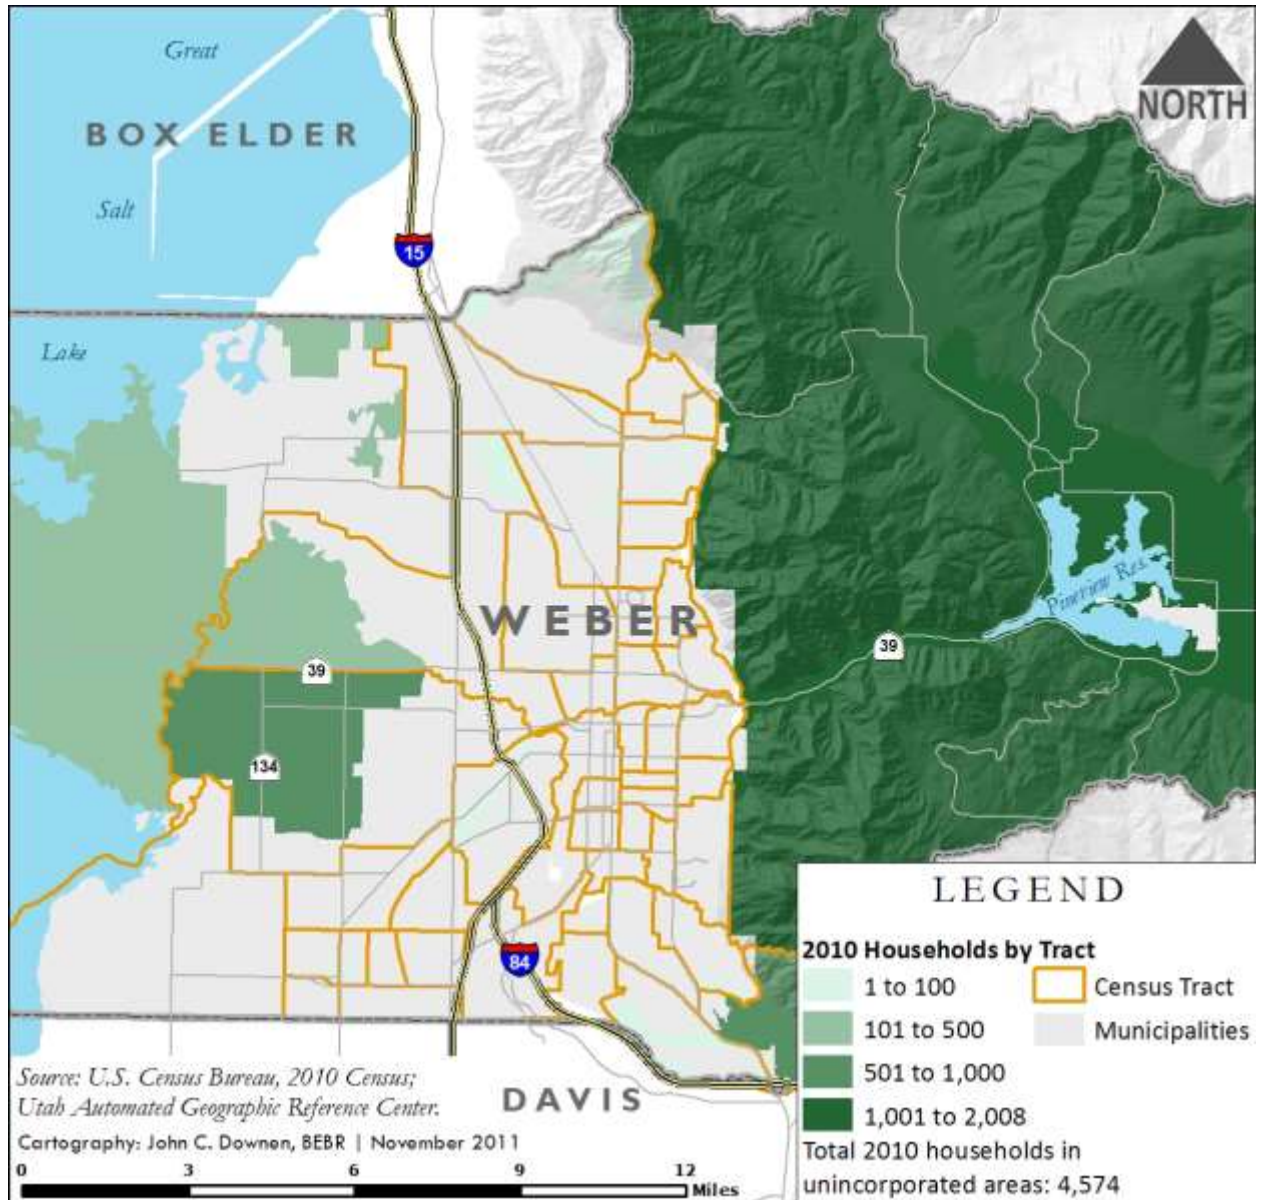 Great
BOX ELDER
NORTH
Salt
15
Lake
Pineview Res.
WEBER
39
39
134
84
LEGEND
2010 Households by Tract
1 to 100
Census Tract
101 to 500
Municipalities
501 to 1,000
1,001 to 2,008
Total 2010 households in
unincorporated areas: 4,574
Source: U.S. Census Bureau, 2010 Census;
Utah Automated Geographic Reference Center.
DAVIS
Cartography: John C. Downen, BEBR | November 2011
0 3 6 9 12
Miles